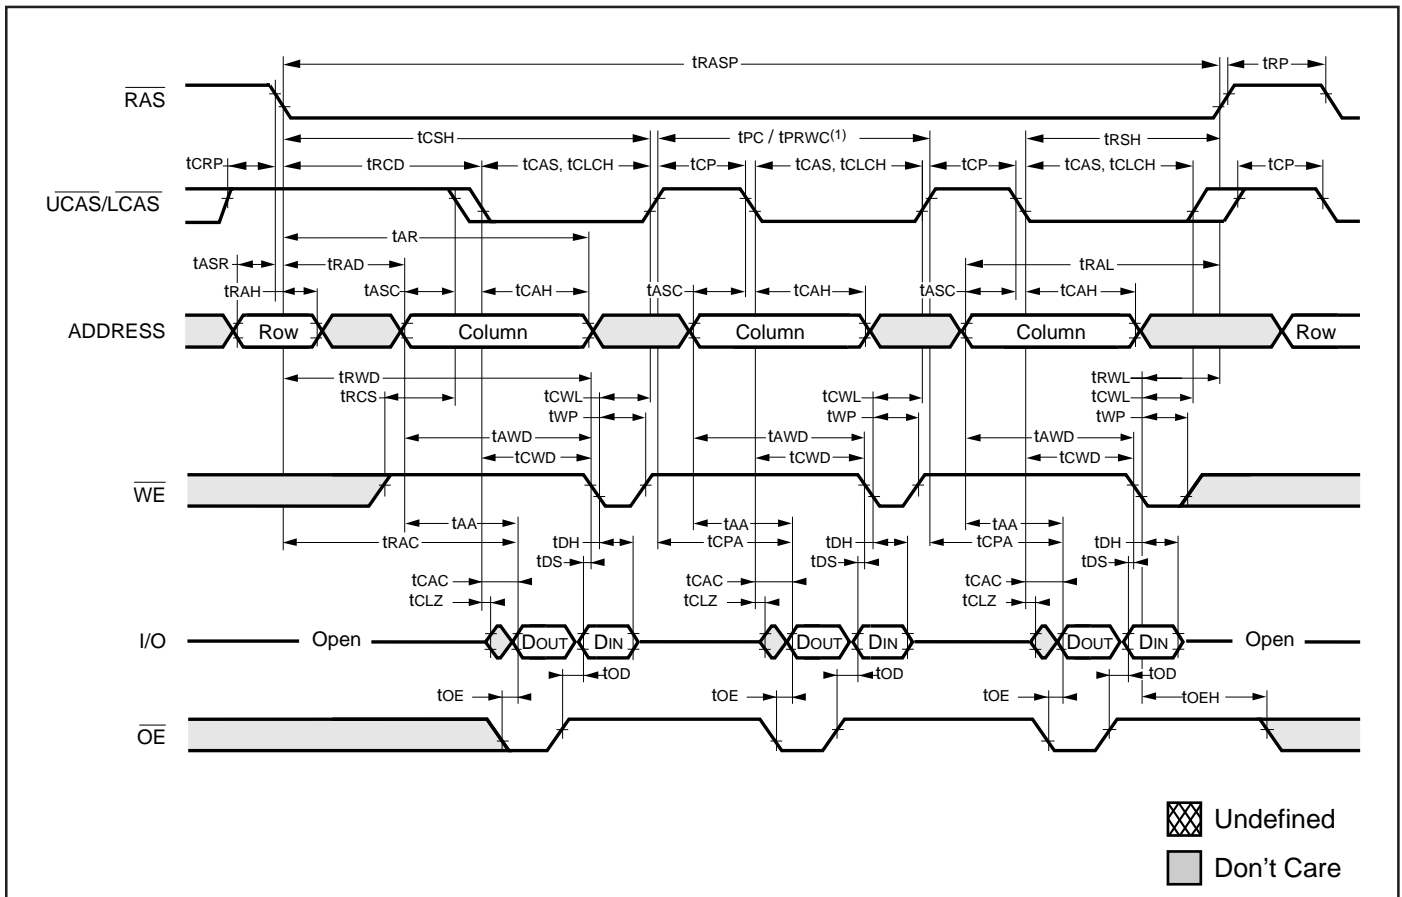 tRASP tRP
RAS
tCSH tPC / tPRWC(1) tRSH
tCRP tRCD tCAS, tCLCH tCP tCAS, tCLCH tCP tCAS, tCLCH tCP
UCAS/LCAS
tAR
tASR tRAD tRAL
tRAH tASC tCAH tASC tCAH tASC tCAH
ADDRESS Row Column Column Column Row
tRWD tRWL
tRCS tCWL tCWL tCWL
tWP tWP tWP
tAWD tAWD tAWD
tCWD tCWD tCWD
WE
tAA tAA tAA
tRAC tDH tCPA tDH tCPA tDH
tDS tDS tDS
tCAC tCAC tCAC
tCLZ tCLZ tCLZ
I/O Open DOUT DIN DOUT DIN DOUT DIN Open
tOD tOD tOD
tOE tOE tOE tOEH
OE
Undefined
Don't Care